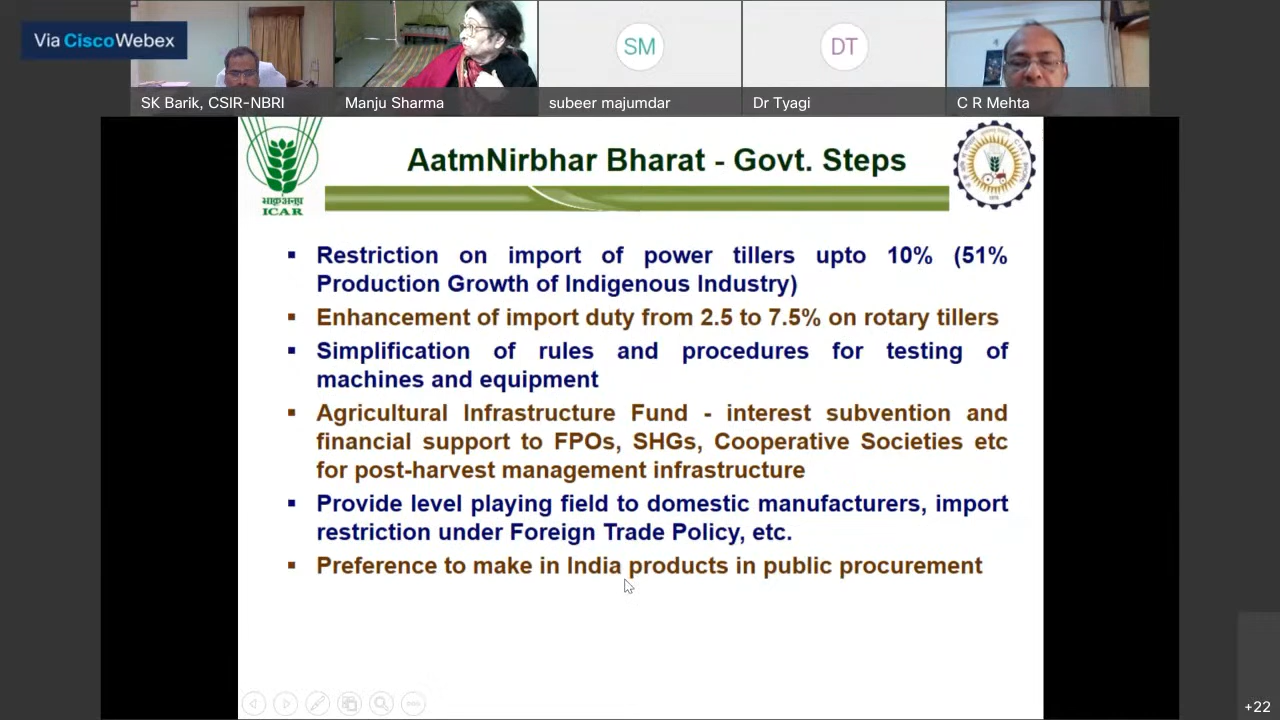 Via Cisco Webex
SM
DT
SK Barik, CSIR-NBRI
Manju Sharma
subeer majumdar
Dr Tyagi
C R Mehta
भाकृअनुप
ICAR
AatmNirbhar Bharat - Govt. Steps
▪ Restriction on import of power tillers upto 10% (51%
Production Growth of Indigenous Industry)
▪ Enhancement of import duty from 2.5 to 7.5% on rotary tillers
▪ Simplification of rules and procedures for testing of
machines and equipment
▪ Agricultural Infrastructure Fund - interest subvention and
financial support to FPOs, SHGs, Cooperative Societies etc
for post-harvest management infrastructure
▪ Provide level playing field to domestic manufacturers, import
restriction under Foreign Trade Policy, etc.
▪ Preference to make in India products in public procurement
+22